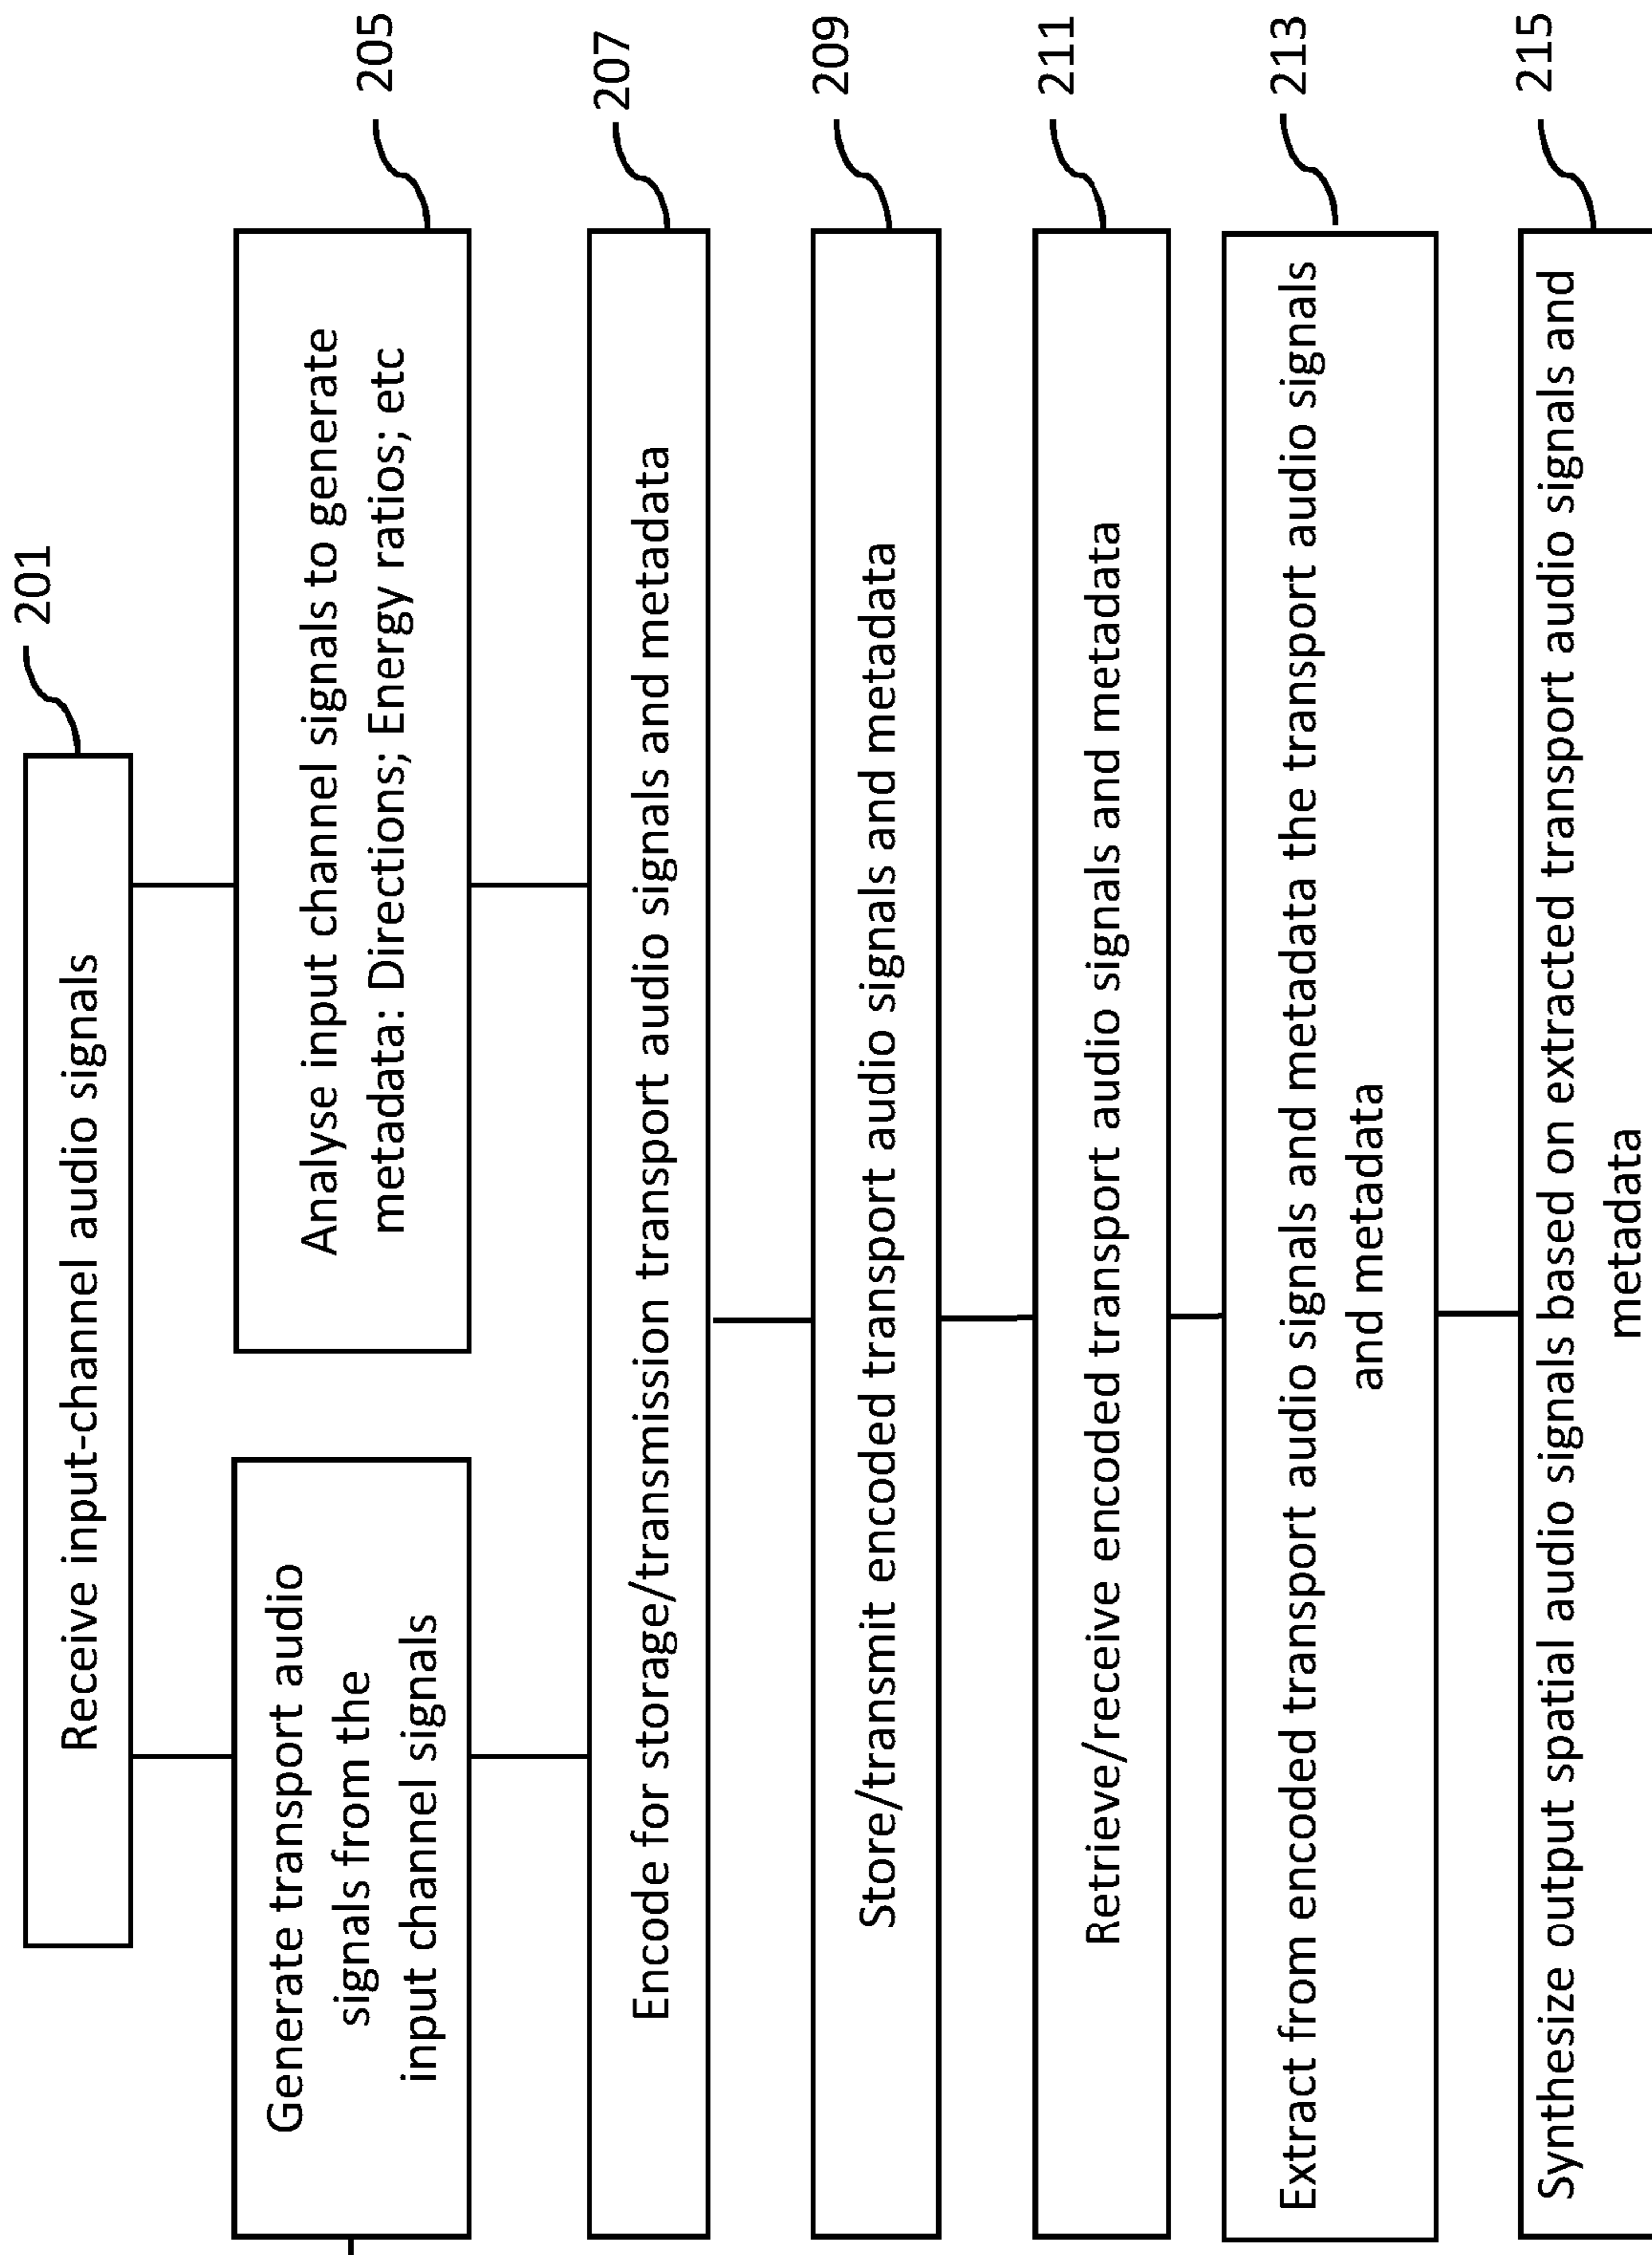 201
Receive input-channel audio signals
Generate transport audio
signals from the
input channel signals
205
Analyse input channel signals to generate
metadata: Directions; Energy ratios; etc
207
Encode for storage/transmission transport audio signals and metadata
209
Store/transmit encoded transport audio signals and metadata
211
Retrieve/receive encoded transport audio signals and metadata
213
Extract from encoded transport audio signals and metadata the transport audio signals
and metadata
215
Synthesize output spatial audio signals based on extracted transport audio signals and
metadata